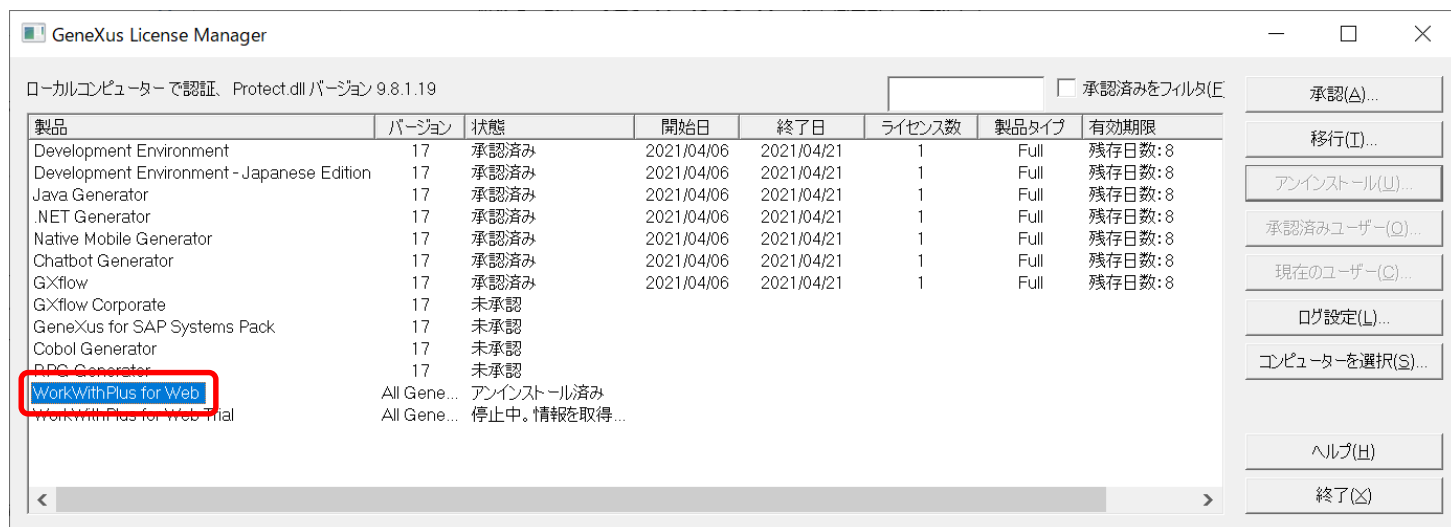 GeneXus License Manager
ローカルコンピューター で認証、 Protect.dll バージョン 9.8.1.19
承認済みをフィルタ(E
承認(A)...
製品 バージョン 状態 開始日 終了日 ライセンス数 製品タイプ 有効期限
移行(T)...
Development Environment 17 承認済み 2021/04/06 2021/04/21 1 Full 残存日数:8
Development Environment - Japanese Edition 17 承認済み 2021/04/06 2021/04/21 1 Full 残存日数:8
アンインストール(U)...
Java Generator 17 承認済み 2021/04/06 2021/04/21 1 Full 残存日数:8
.NET Generator 17 承認済み 2021/04/06 2021/04/21 1 Full 残存日数:8
承認済みユーザー(O)...
Native Mobile Generator 17 承認済み 2021/04/06 2021/04/21 1 Full 残存日数:8
Chatbot Generator 17 承認済み 2021/04/06 2021/04/21 1 Full 残存日数:8
現在のユーザー(C)...
GXflow 17 承認済み 2021/04/06 2021/04/21 1 Full 残存日数:8
GXflow Corporate 17 未承認
ログ設定(L)...
GeneXus for SAP Systems Pack 17 未承認
Cobol Generator 17 未承認
コンピューターを選択(S)...
RPG Generator 17 未承認
WorkWithPlus for Web All Gene... アンインストール済み
WorkWithPlus for Web Trial All Gene... 停止中。情報を取得...
ヘルプ(H)
終了(X)